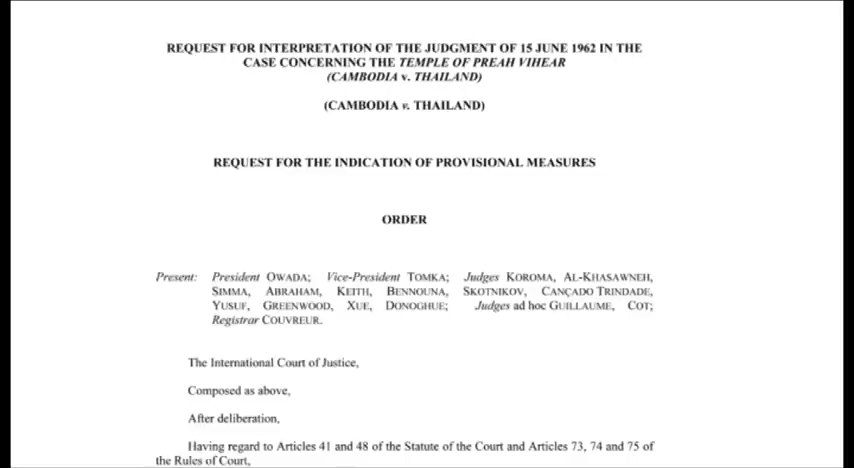 REQUEST FOR INTERPRETATION OF THE JUDGMENT OF 15 JUNE 1962 IN THE
CASE CONCERNING THE TEMPLE OF PREAH VIHEAR
(CAMBODIA v. THAILAND)
(CAMBODIA v. THAILAND)
REQUEST FOR THE INDICATION OF PROVISIONAL MEASURES
ORDER
Present: President OWADA; Vice-President TOMKA; Judges KOROMA, AL-KHASAWNEH,
SIMMA, ABRAHAM, KEITH, BENNOUNA, SKOTNIKOV, CANÇADO TRINDADE,
YUSUF, GREENWOOD, XUE, DONOGHUE; Judges ad hoc GUILLAUME, COT;
Registrar COUVREUR.
The International Court of Justice,
Composed as above,
After deliberation,
Having regard to Articles 41 and 48 of the Statute of the Court and Articles 73, 74 and 75 of
the Rules of Court,